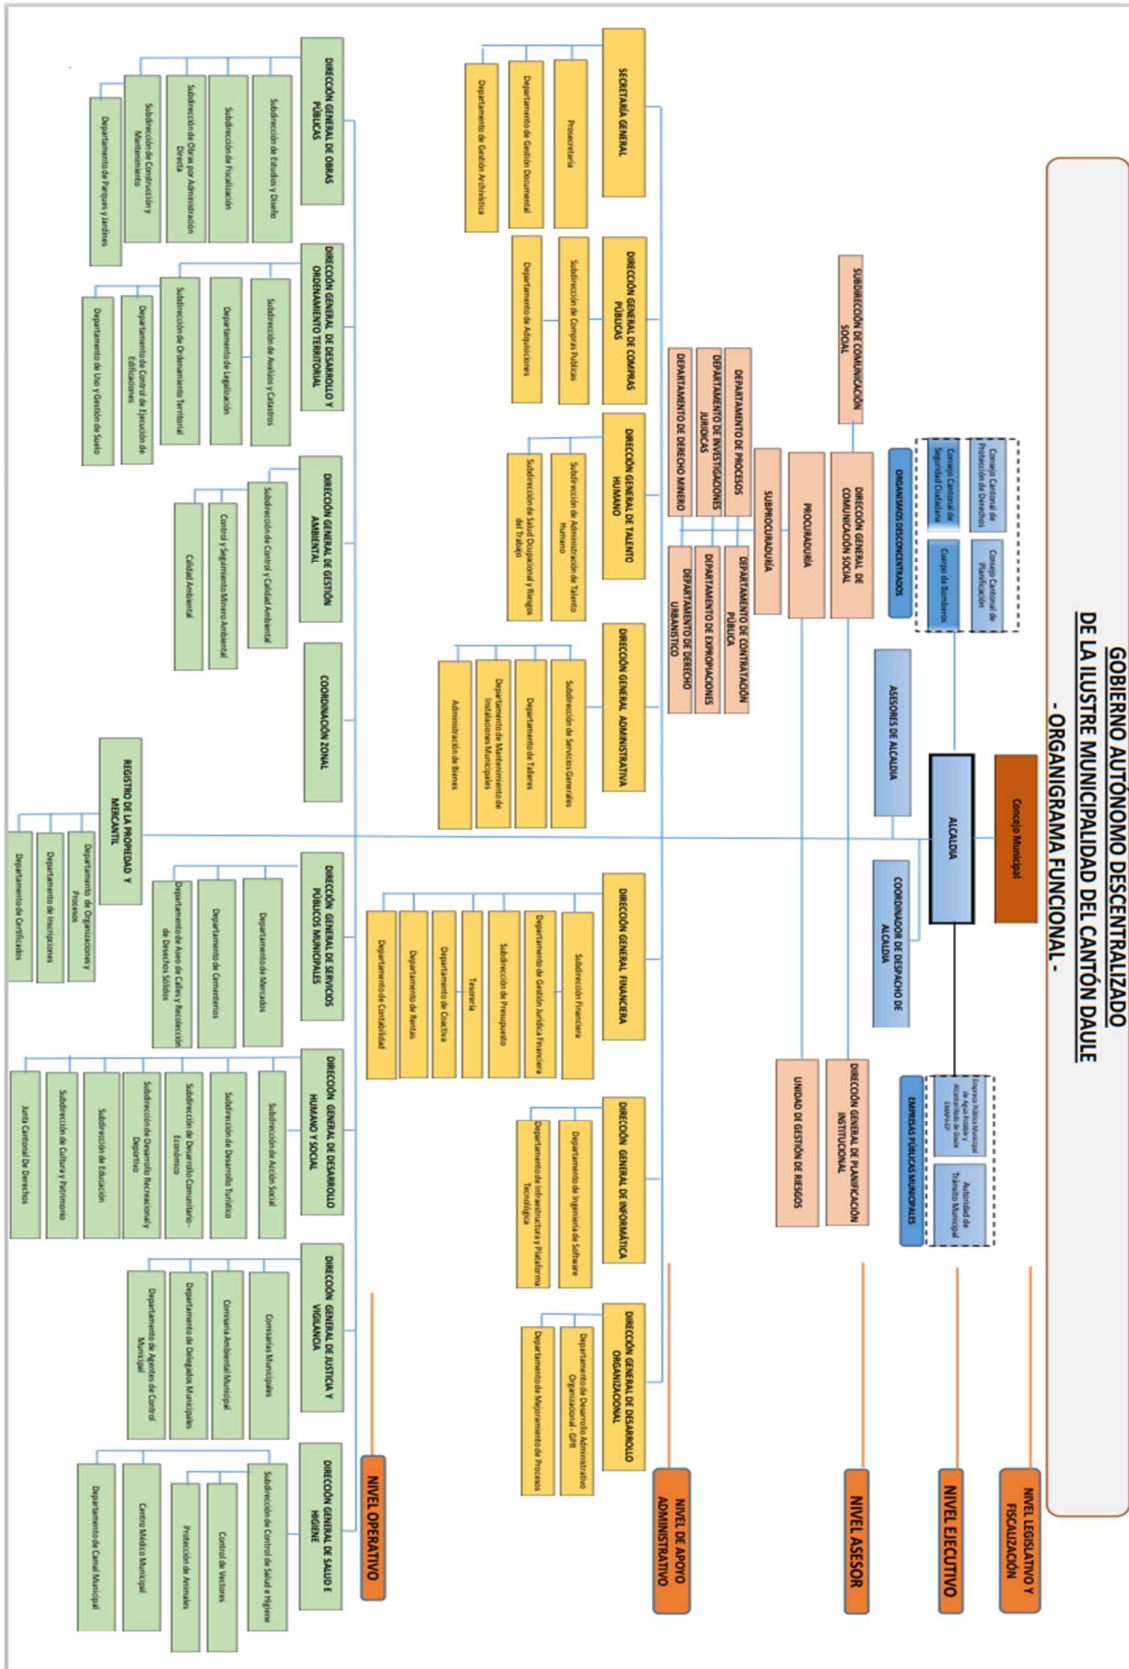 GOBIERNO AUTÓNOMO DESCENTRALIZADO
DE LA ILUSTRE MUNICIPALIDAD DEL CANTÓN DAULE
- ORGANIGRAMA FUNCIONAL -
NIVEL LEGISLATIVO Y
FISCALIZACIÓN
Concejo Municipal
NIVEL EJECUTIVO
ALCALDIA
Consejo Cantonal de
Protección de Derechos
Consejo Cantonal de
Planificación
Consejo Cantonal de
Seguridad Ciudadana
Cuerpo de Bomberos
ORGANISMOS DESCONCENTRADOS
Empresa Pública Municipal
de Agua Potable y
Alcantarillado de Daule
EMAPA-EP
Autoridad de
Tránsito Municipal
EMPRESAS PÚBLICAS MUNICIPALES
ASESORES DE ALCALDIA
COORDINADOR DE DESPACHO DE
ALCALDIA
NIVEL ASESOR
SUBDIRECCIÓN DE COMUNICACIÓN
SOCIAL
DIRECCIÓN GENERAL DE
COMUNICACIÓN SOCIAL
DIRECCIÓN GENERAL DE PLANIFICACIÓN
INSTITUCIONAL
PROCURADURÍA
UNIDAD DE GESTIÓN DE RIESGOS
SUBPROCURADURÍA
DEPARTAMENTO DE PROCESOS
DEPARTAMENTO DE CONTRATACIÓN
PÚBLICA
DEPARTAMENTO DE INVESTIGACIONES
JURIDICAS
DEPARTAMENTO DE EXPROPIACIONES
DEPARTAMENTO DE DERECHO MINERO
DEPARTAMENTO DE DERECHO
URBANISTICO
NIVEL DE APOYO
ADMINISTRATIVO
SECRETARÍA GENERAL
Prosecretaría
Departamento de Gestión Documental
Departamento de Gestión Archivística
DIRECCIÓN GENERAL DE COMPRAS
PÚBLICAS
Subdirección de Compras Publicas
Departamento de Adquisiciones
DIRECCIÓN GENERAL DE TALENTO
HUMANO
Subdirección de Administración de Talento
Humano
Subdirección de Salud Ocupacional y Riesgos
del Trabajo
DIRECCIÓN GENERAL ADMINISTRATIVA
Subdirección de Servicios Generales
Departamento de Talleres
Departamento de Mantenimiento de
Instalaciones Municipales
Administración de Bienes
DIRECCIÓN GENERAL FINANCIERA
Subdirección Financiera
Departamento de Gestión Jurídica Financiera
Subdirección de Presupuesto
Tesorería
Departamento de Coactiva
Departamento de Rentas
Departamento de Contabilidad
DIRECCIÓN GENERAL DE INFORMÁTICA
Departamento de Ingeniería de Software
Departamento de Infraestructura y Plataforma
Tecnológica
DIRECCIÓN GENERAL DE DESARROLLO
ORGANIZACIONAL
Departamento de Desarrollo Administrativo
Organizacional - GPR
Departamento de Mejoramiento de Procesos
NIVEL OPERATIVO
DIRECCIÓN GENERAL DE OBRAS
PÚBLICAS
Subdirección de Estudios y Diseño
Subdirección de Fiscalización
Subdirección de Obras por Administración
Directa
Subdirección de Construcción y
Mantenimiento
Departamento de Parques y Jardines
DIRECCIÓN GENERAL DE DESARROLLO Y
ORDENAMIENTO TERRITORIAL
Subdirección de Avalúos y Catastros
Departamento de Legalización
Subdirección de Ordenamiento Territorial
Departamento de Control de Ejecución de
Edificaciones
Departamento de Uso y Gestión de Suelo
DIRECCIÓN GENERAL DE GESTIÓN
AMBIENTAL
Subdirección de Control y Calidad Ambiental
Control y Seguimiento Minero Ambiental
Calidad Ambiental
COORDINACIÓN ZONAL
REGISTRO DE LA PROPIEDAD Y
MERCANTIL
Departamento de Organizaciones y
Procesos
Departamento de Inscripciones
Departamento de Certificados
DIRECCIÓN GENERAL DE SERVICIOS
PÚBLICOS MUNICIPALES
Departamento de Mercados
Departamento de Cementerios
Departamento de Aseo de Calles y Recolección
de Desechos Sólidos
DIRECCIÓN GENERAL DE DESARROLLO
HUMANO Y SOCIAL
Subdirección de Acción Social
Subdirección de Desarrollo Turístico
Subdirección de Desarrollo Comunitario -
Económico
Subdirección de Desarrollo Recreacional y
Deportivo
Subdirección de Educación
Subdirección de Cultura y Patrimonio
Junta Cantonal De Derechos
DIRECCIÓN GENERAL DE JUSTICIA Y
VIGILANCIA
Comisarías Municipales
Comisaría Ambiental Municipal
Departamento de Delegados Municipales
Departamento de Agentes de Control
Municipal
DIRECCIÓN GENERAL DE SALUD E
HIGIENE
Subdirección de Control de Salud e Higiene
Control de Vectores
Protección de Animales
Centro Médico Municipal
Departamento de Camal Municipal